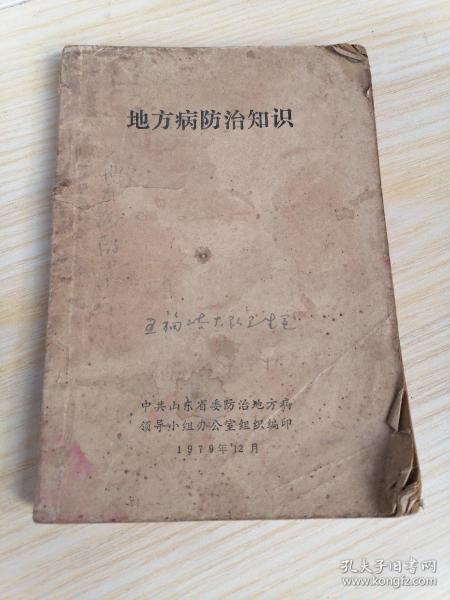 地方病防治知识
中共山东省委防治地方病
领导小组办公室组织编印
1979年12月
孔夫子旧书网
www.kongfz.com